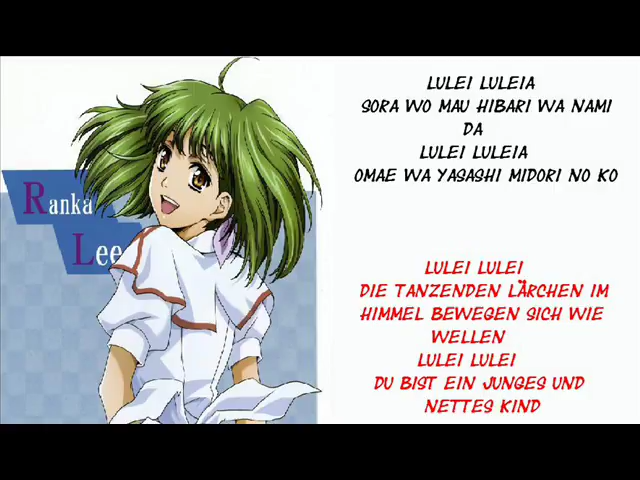 Ranka
Lee
LULEI LULEIA
SORA WO MAU HIBARI WA NAMI
DA
LULEI LULEIA
OMAE WA YASASHI MIDORI NO KO
LULEI LULEI
DIE TANZENDEN LÄRCHEN IM
HIMMEL BEWEGEN SICH WIE
WELLEN
LULEI LULEI
DU BIST EIN JUNGES UND
NETTES KIND